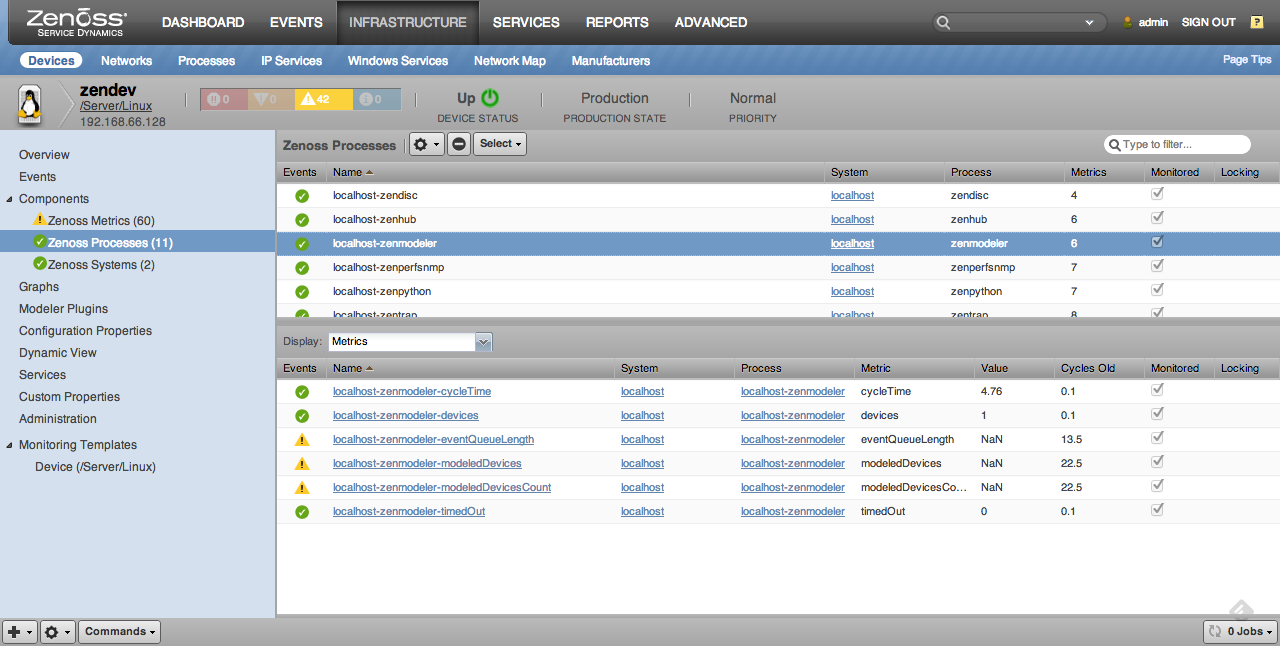 Zenoss
SERVICE DYNAMICS
DASHBOARD EVENTS INFRASTRUCTURE SERVICES REPORTS ADVANCED
admin SIGN OUT ?
Devices Networks Processes IP Services Windows Services Network Map Manufacturers Page Tips
zendev
/Server/Linux
192.168.66.128
0 0 42 0
Up
DEVICE STATUS
Production
PRODUCTION STATE
Normal
PRIORITY
Overview
Events
Components
Zenoss Metrics (60)
Zenoss Processes (11)
Zenoss Systems (2)
Graphs
Modeler Plugins
Configuration Properties
Dynamic View
Services
Custom Properties
Administration
Monitoring Templates
Device (/Server/Linux)
Zenoss Processes Select Type to filter...
Events Name System Process Metrics Monitored Locking
localhost-zendisc localhost zendisc 4
localhost-zenhub localhost zenhub 6
localhost-zenmodeler localhost zenmodeler 6
localhost-zenperfsnmp localhost zenperfsnmp 7
localhost-zenpython localhost zenpython 7
localhost-zentrap localhost zentrap 8
Display: Metrics
Events Name System Process Metric Value Cycles Old Monitored Locking
localhost-zenmodeler-cycleTime localhost localhost-zenmodeler cycleTime 4.76 0.1
localhost-zenmodeler-devices localhost localhost-zenmodeler devices 1 0.1
localhost-zenmodeler-eventQueueLength localhost localhost-zenmodeler eventQueueLength NaN 13.5
localhost-zenmodeler-modeledDevices localhost localhost-zenmodeler modeledDevices NaN 22.5
localhost-zenmodeler-modeledDevicesCount localhost localhost-zenmodeler modeledDevicesCo... NaN 22.5
localhost-zenmodeler-timedOut localhost localhost-zenmodeler timedOut 0 0.1
Commands 0 Jobs